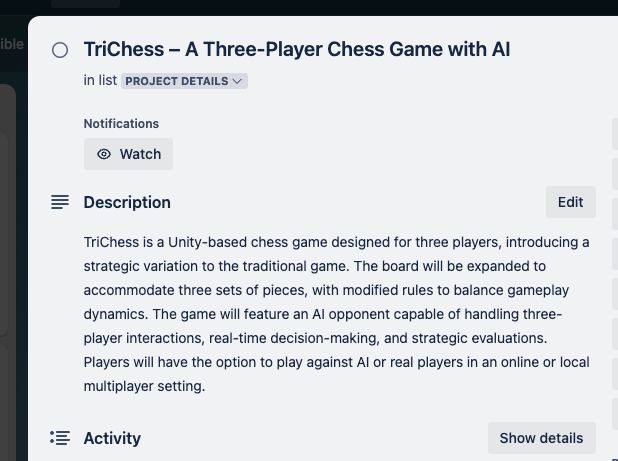 ible
TriChess – A Three-Player Chess Game with AI
in list PROJECT DETAILS
Notifications
Watch
Description
Edit
TriChess is a Unity-based chess game designed for three players, introducing a
strategic variation to the traditional game. The board will be expanded to
accommodate three sets of pieces, with modified rules to balance gameplay
dynamics. The game will feature an AI opponent capable of handling three-
player interactions, real-time decision-making, and strategic evaluations.
Players will have the option to play against AI or real players in an online or local
multiplayer setting.
Activity
Show details